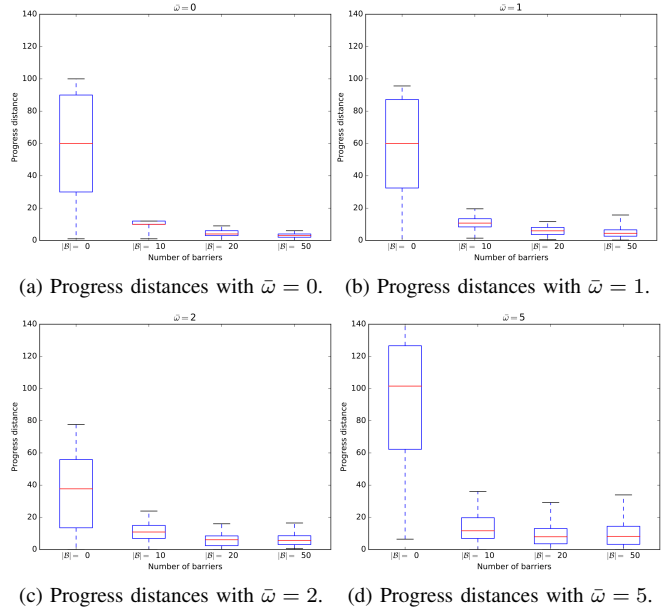 ω̄=0
140
120
100
80
60
40
20
0
Progress distance
|B|= 0
|B|= 10
|B|= 20
|B|= 50
Number of barriers
(a) Progress distances with ω̄ = 0.
ω̄=1
140
120
100
80
60
40
20
0
Progress distance
|B|= 0
|B|= 10
|B|= 20
|B|= 50
Number of barriers
(b) Progress distances with ω̄ = 1.
ω̄=2
140
120
100
80
60
40
20
0
Progress distance
|B|= 0
|B|= 10
|B|= 20
|B|= 50
Number of barriers
(c) Progress distances with ω̄ = 2.
ω̄=5
140
120
100
80
60
40
20
0
Progress distance
|B|= 0
|B|= 10
|B|= 20
|B|= 50
Number of barriers
(d) Progress distances with ω̄ = 5.